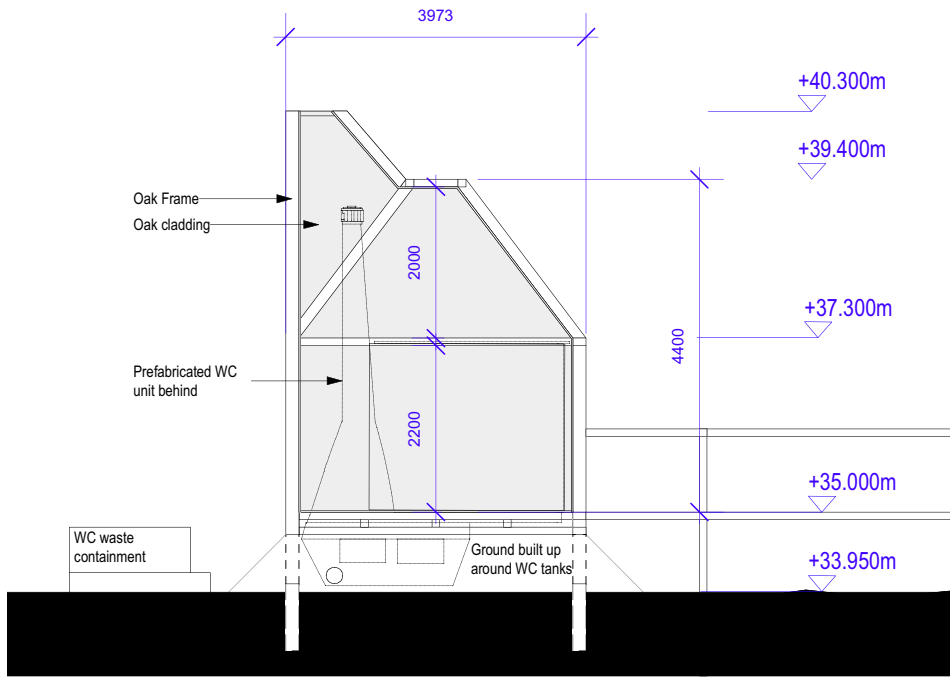 3973
+40.300m
+39.400m
Oak Frame
Oak cladding
2000
+37.300m
4400
Prefabricated WC
unit behind
2200
+35.000m
WC waste
containment
Ground built up
around WC tanks
+33.950m